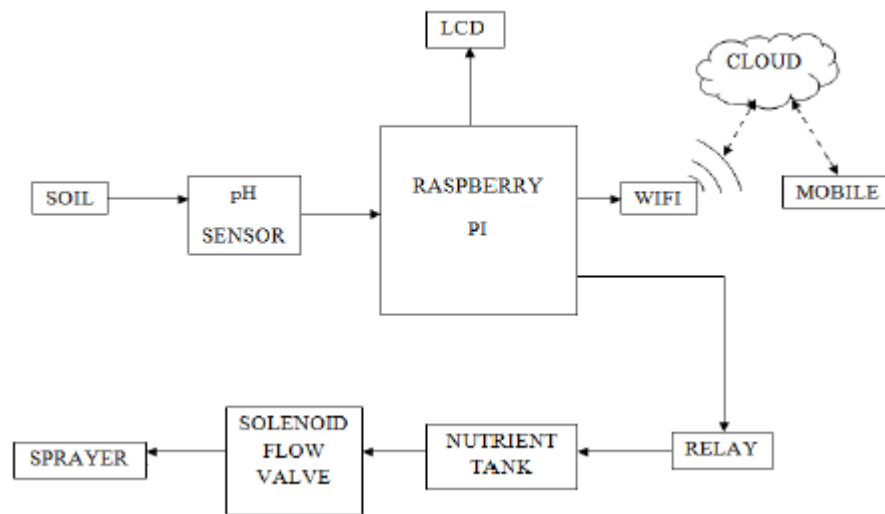 LCD
CLOUD
SOIL
pH
SENSOR
RASPBERRY
PI
WIFI
MOBILE
SPRAYER
SOLENOID
FLOW
VALVE
NUTRIENT
TANK
RELAY